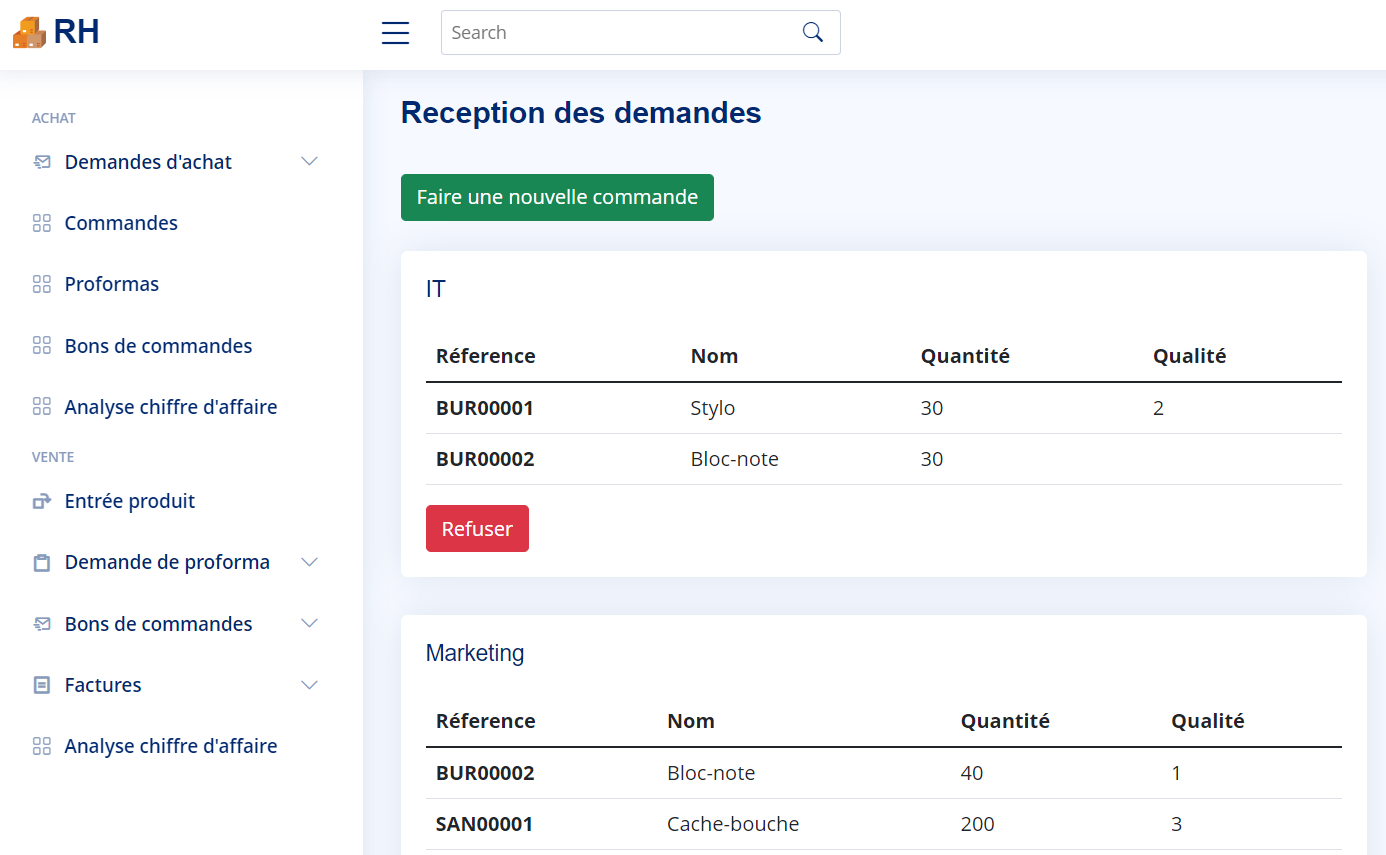 RH
Search
ACHAT
Demandes d'achat
Commandes
Proformas
Bons de commandes
Analyse chiffre d'affaire
VENTE
Entrée produit
Demande de proforma
Bons de commandes
Factures
Analyse chiffre d'affaire
Reception des demandes
Faire une nouvelle commande
IT
Réference Nom Quantité Qualité
BUR00001 Stylo 30 2
BUR00002 Bloc-note 30
Refuser
Marketing
Réference Nom Quantité Qualité
BUR00002 Bloc-note 40 1
SAN00001 Cache-bouche 200 3